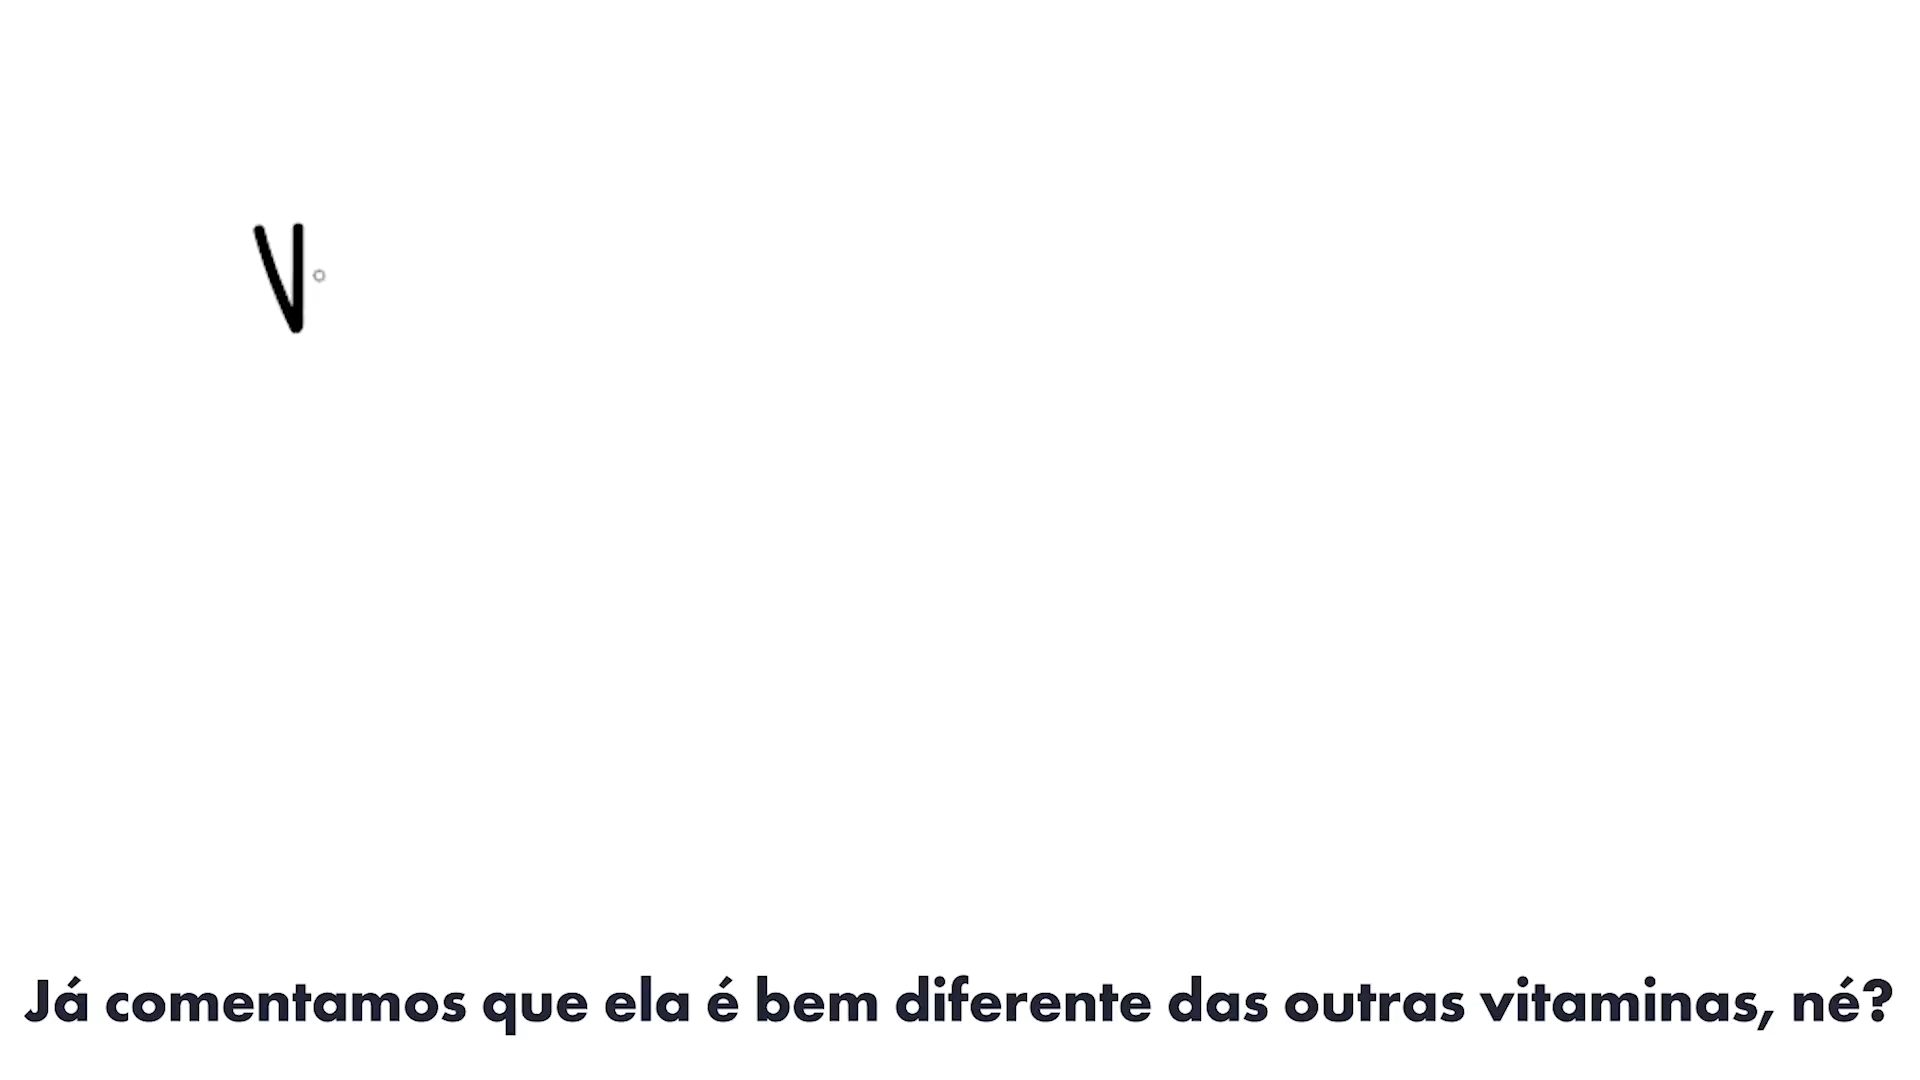 V
Já comentamos que ela é bem diferente das outras vitaminas, né?